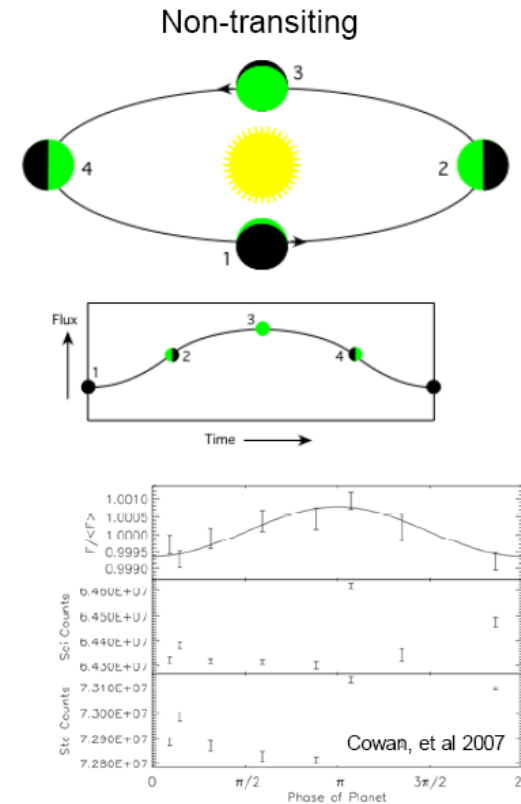 Non-transiting
3
4
2
1
Flux
3
1
2
4
Time
1.0010
1.0005
1.0000
0.9995
0.9990
F/<F>
6.460E+07
6.450E+07
6.440E+07
6.430E+07
Sci Counts
7.310E+07
7.300E+07
7.290E+07
7.280E+07
Std Counts
Cowan, et al 2007
0
π/2
π
3π/2
2
Phase of Planet